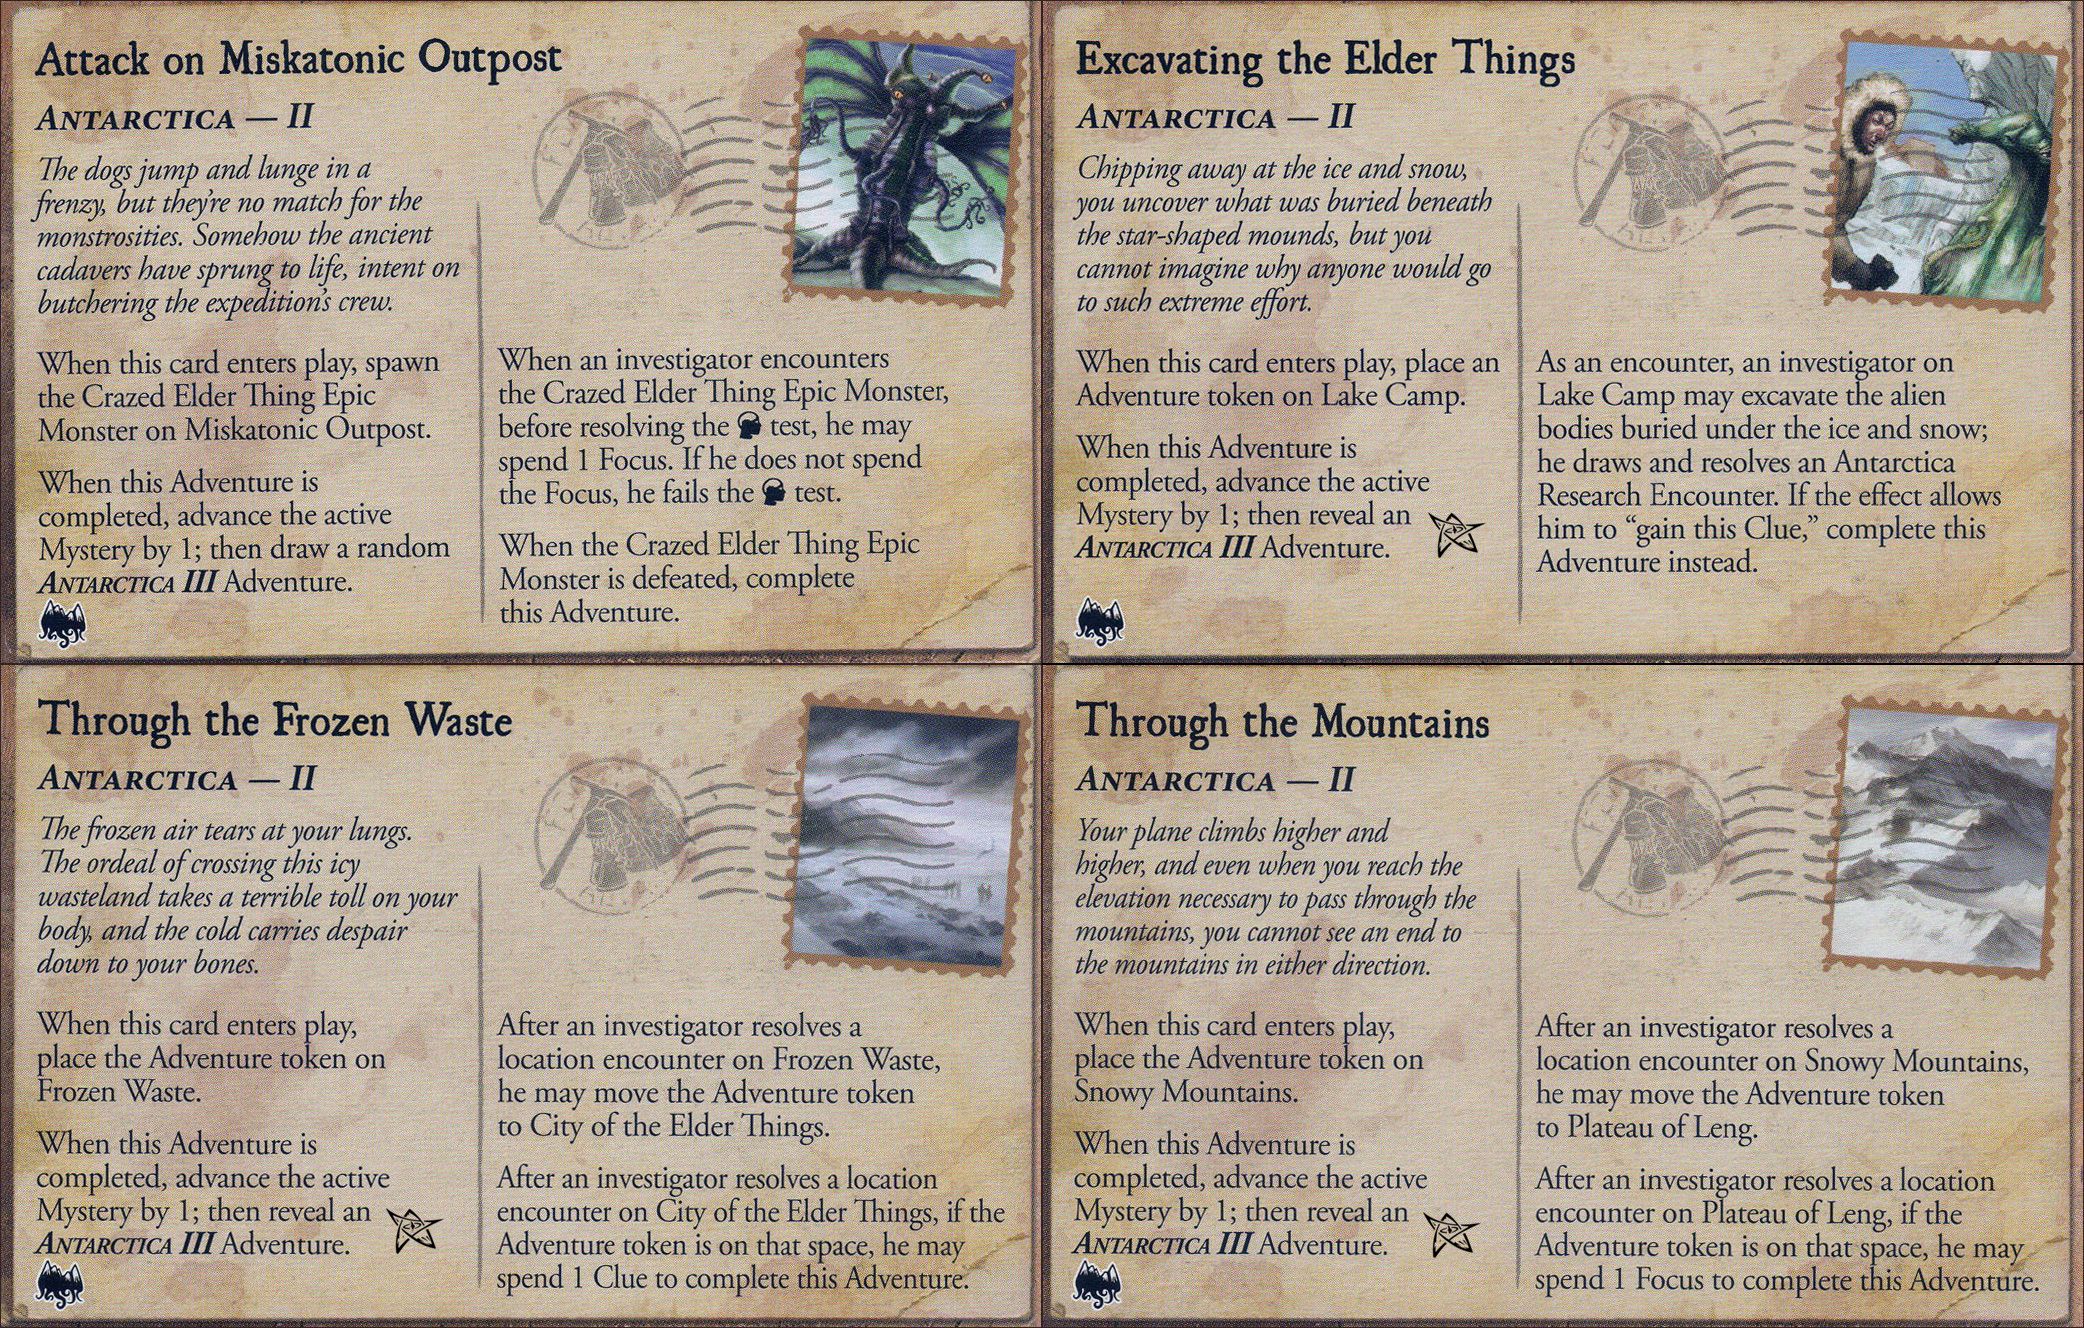 Attack on Miskatonic Outpost
ANTARCTICA — II
The dogs jump and lunge in a
frenzy, but they're no match for the
monstrosities. Somehow the ancient
cadavers have sprung to life, intent on
butchering the expedition's crew.
When this card enters play, spawn
the Crazed Elder Thing Epic
Monster on Miskatonic Outpost.
When this Adventure is
completed, advance the active
Mystery by 1; then draw a random
ANTARCTICA III Adventure.
When an investigator encounters
the Crazed Elder Thing Epic Monster,
before resolving the test, he may
spend 1 Focus. If he does not spend
the Focus, he fails the test.
When the Crazed Elder Thing Epic
Monster is defeated, complete
this Adventure.
Excavating the Elder Things
ANTARCTICA — II
Chipping away at the ice and snow,
you uncover what was buried beneath
the star-shaped mounds, but you
cannot imagine why anyone would go
to such extreme effort.
When this card enters play, place an
Adventure token on Lake Camp.
When this Adventure is
completed, advance the active
Mystery by 1; then reveal an
ANTARCTICA III Adventure.
As an encounter, an investigator on
Lake Camp may excavate the alien
bodies buried under the ice and snow;
he draws and resolves an Antarctica
Research Encounter. If the effect allows
him to “gain this Clue,” complete this
Adventure instead.
Through the Frozen Waste
ANTARCTICA — II
The frozen air tears at your lungs.
The ordeal of crossing this icy
wasteland takes a terrible toll on your
body, and the cold carries despair
down to your bones.
When this card enters play,
place the Adventure token on
Frozen Waste.
When this Adventure is
completed, advance the active
Mystery by 1; then reveal an
ANTARCTICA III Adventure.
After an investigator resolves a
location encounter on Frozen Waste,
he may move the Adventure token
to City of the Elder Things.
After an investigator resolves a location
encounter on City of the Elder Things, if the
Adventure token is on that space, he may
spend 1 Clue to complete this Adventure.
Through the Mountains
ANTARCTICA — II
Your plane climbs higher and
higher, and even when you reach the
elevation necessary to pass through the
mountains, you cannot see an end to
the mountains in either direction.
When this card enters play,
place the Adventure token on
Snowy Mountains.
When this Adventure is
completed, advance the active
Mystery by 1; then reveal an
ANTARCTICA III Adventure.
After an investigator resolves a
location encounter on Snowy Mountains,
he may move the Adventure token
to Plateau of Leng.
After an investigator resolves a location
encounter on Plateau of Leng, if the
Adventure token is on that space, he may
spend 1 Focus to complete this Adventure.